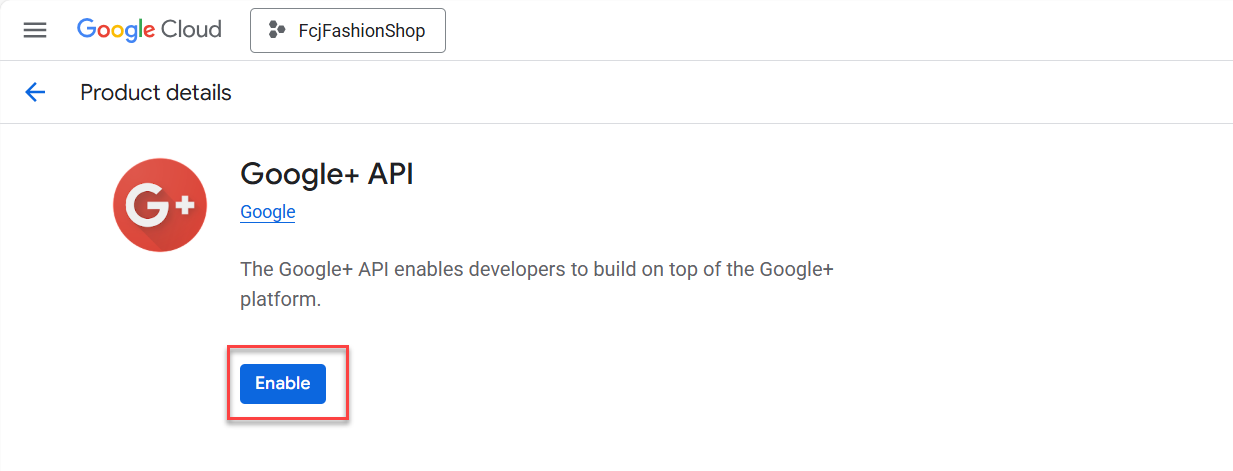 Google Cloud
FcjFashionShop
Product details
G+
Google+ API
Google
The Google+ API enables developers to build on top of the Google+
platform.
Enable